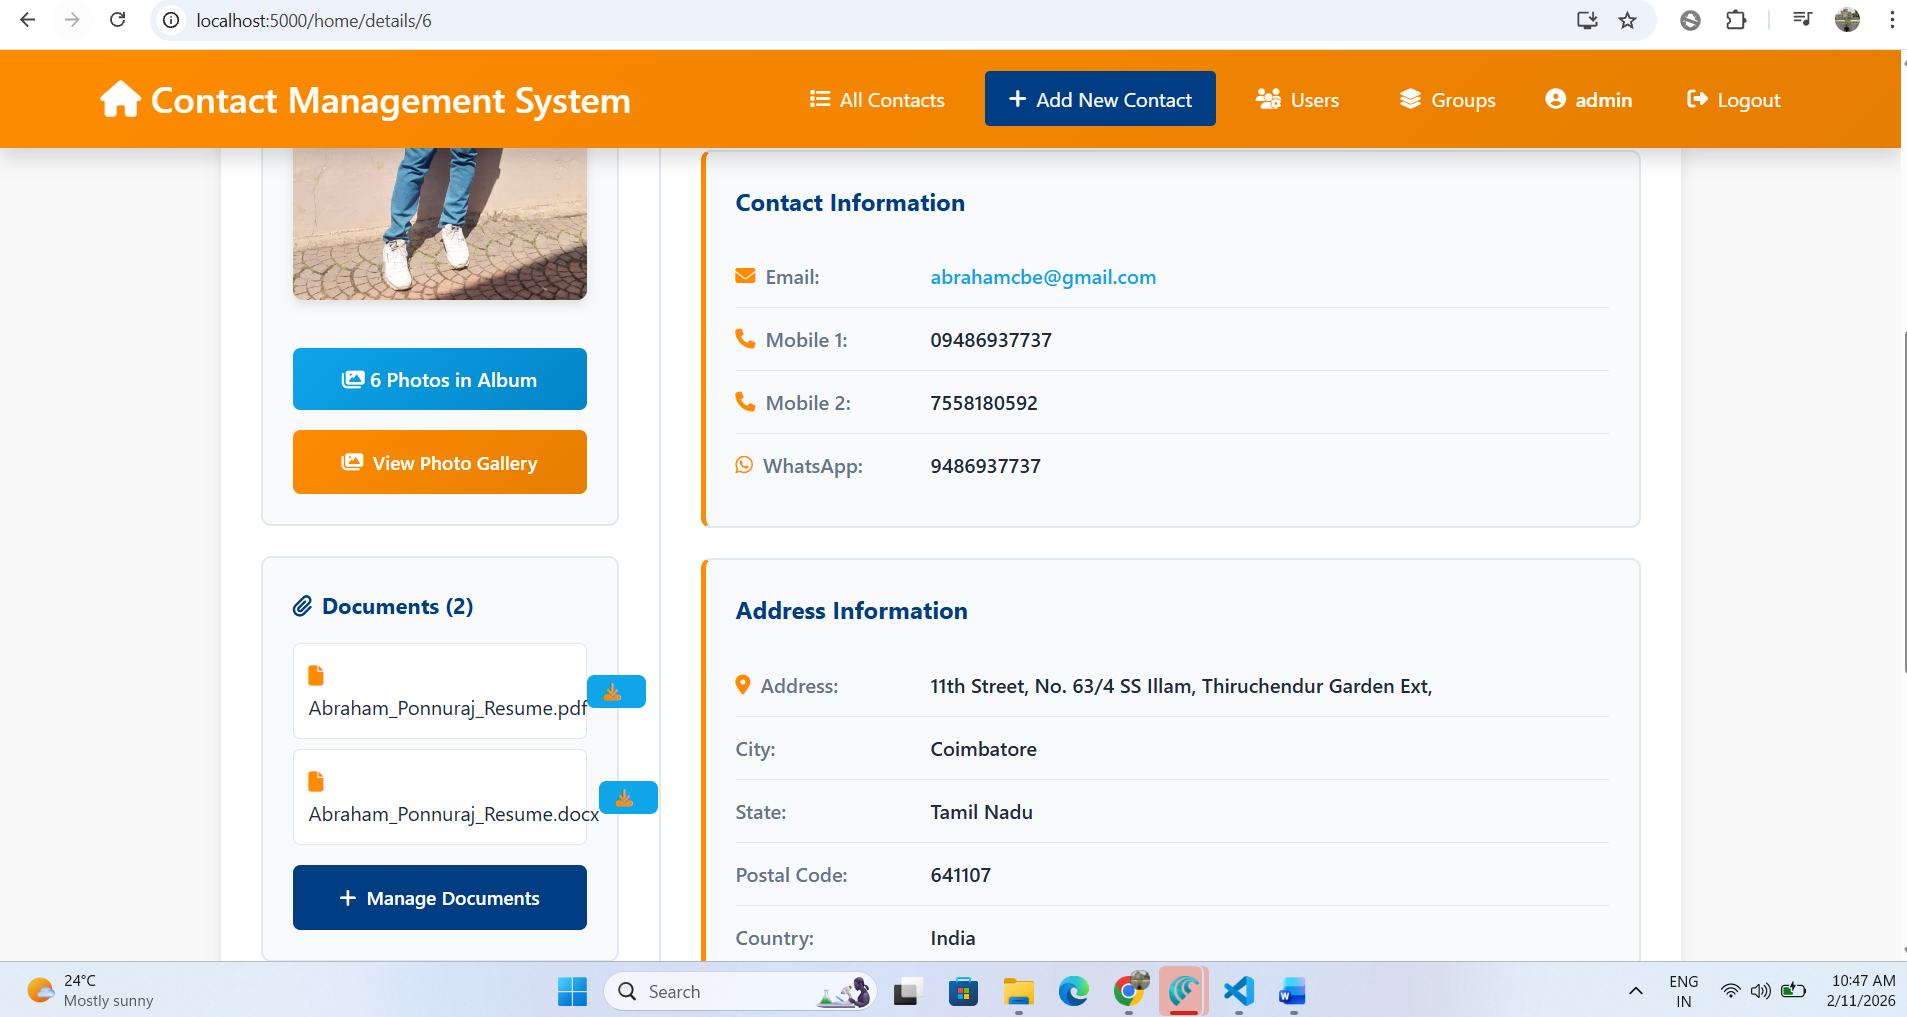 localhost:5000/home/details/6
Contact Management System
All Contacts
Add New Contact
Users
Groups
admin
Logout
6 Photos in Album
View Photo Gallery
Documents (2)
Abraham_Ponnuraj_Resume.pdf
Abraham_Ponnuraj_Resume.docx
Manage Documents
Contact Information
Email: abrahamcbe@gmail.com
Mobile 1: 09486937737
Mobile 2: 7558180592
WhatsApp: 9486937737
Address Information
Address: 11th Street, No. 63/4 SS Illam, Thiruchendur Garden Ext,
City: Coimbatore
State: Tamil Nadu
Postal Code: 641107
Country: India
24°C
Mostly sunny
Search
ENG
IN
10:47 AM
2/11/2026